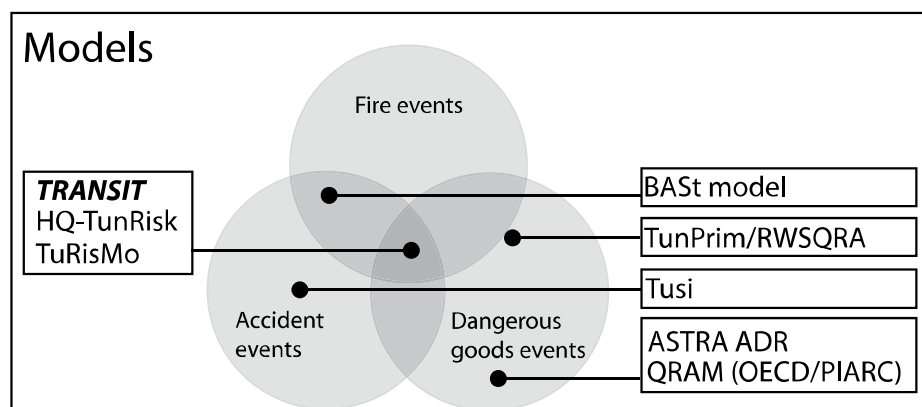 Models
Fire events
TRANSIT
HQ-TunRisk
TuRisMo
BASt model
TunPrim/RWSQRA
Tusi
Accident
events
Dangerous
goods events
ASTRA ADR
QRAM (OECD/PIARC)